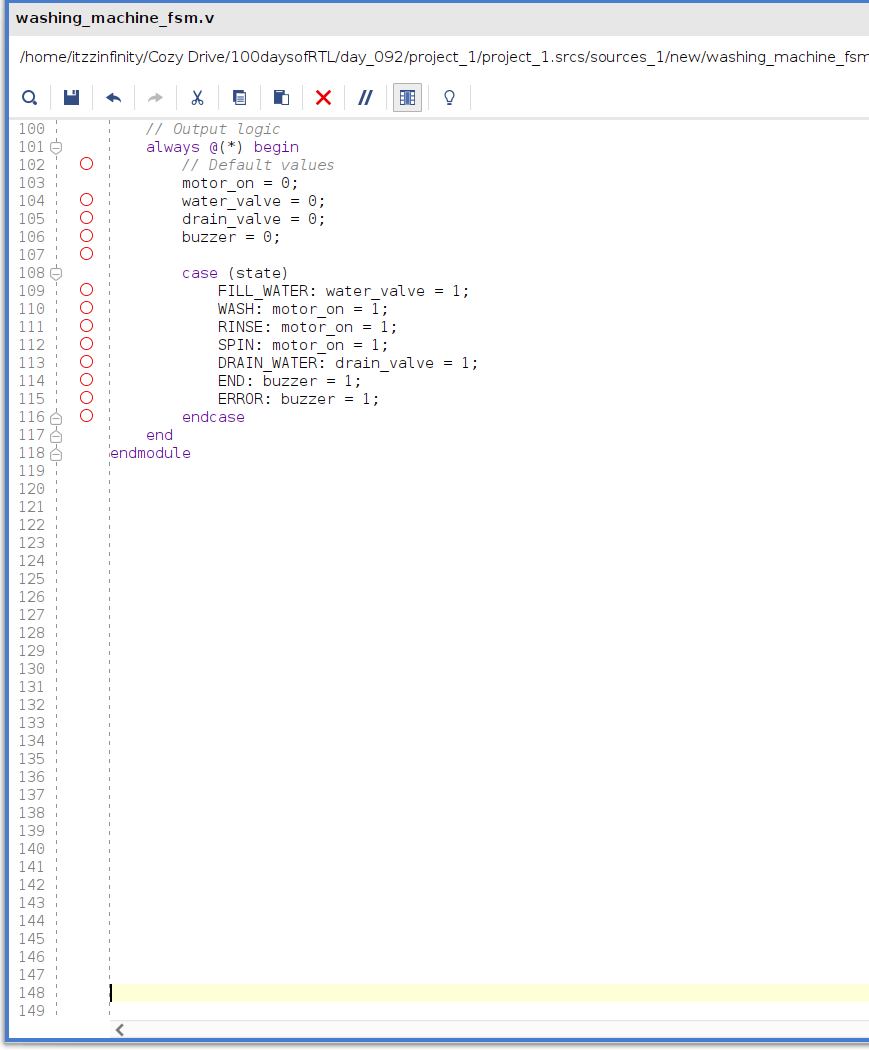 washing_machine_fsm.v
/home/itzzinfinity/Cozy Drive/100daysofRTL/day_092/project_1/project_1.srcs/sources_1/new/washing_machine_fsm
100     // Output logic
101     always @(*) begin
102         // Default values
103         motor_on = 0;
104         water_valve = 0;
105         drain_valve = 0;
106         buzzer = 0;
107
108         case (state)
109             FILL_WATER: water_valve = 1;
110             WASH: motor_on = 1;
111             RINSE: motor_on = 1;
112             SPIN: motor_on = 1;
113             DRAIN_WATER: drain_valve = 1;
114             END: buzzer = 1;
115             ERROR: buzzer = 1;
116         endcase
117     end
118 endmodule
119
120
121
122
123
124
125
126
127
128
129
130
131
132
133
134
135
136
137
138
139
140
141
142
143
144
145
146
147
148
149